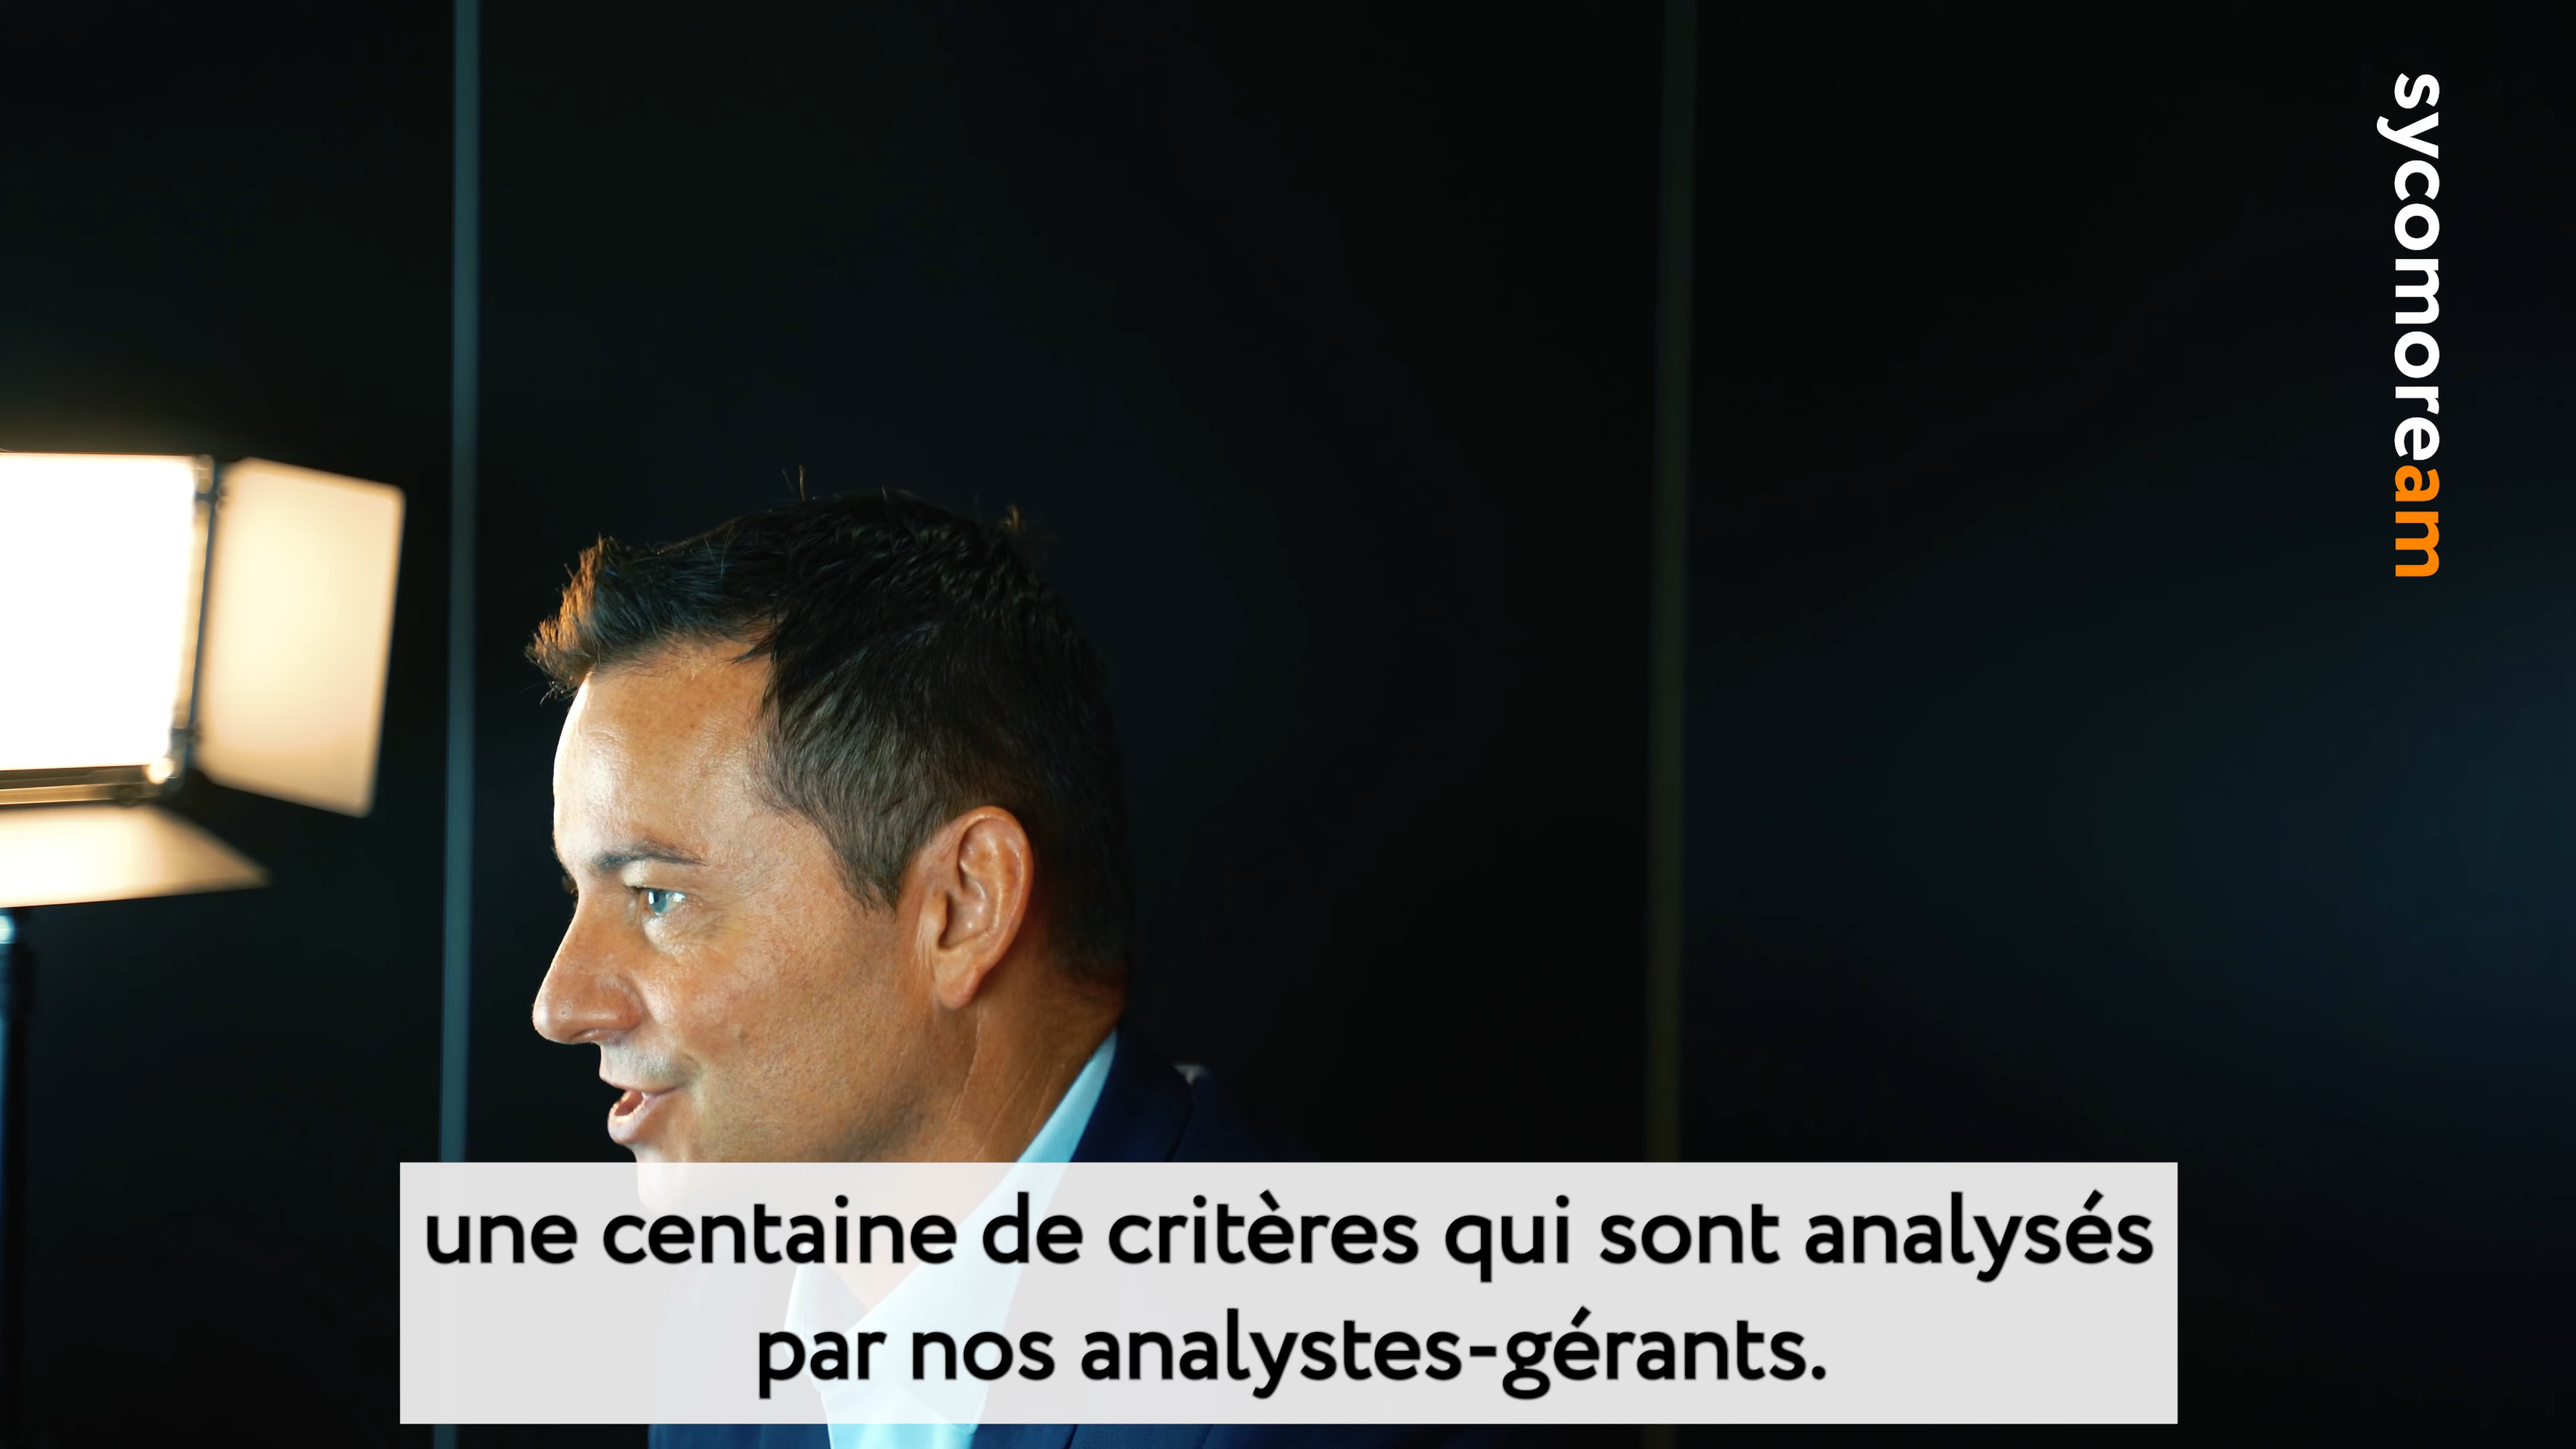 sycomoream
une centaine de critères qui sont analysés
par nos analystes-gérants.